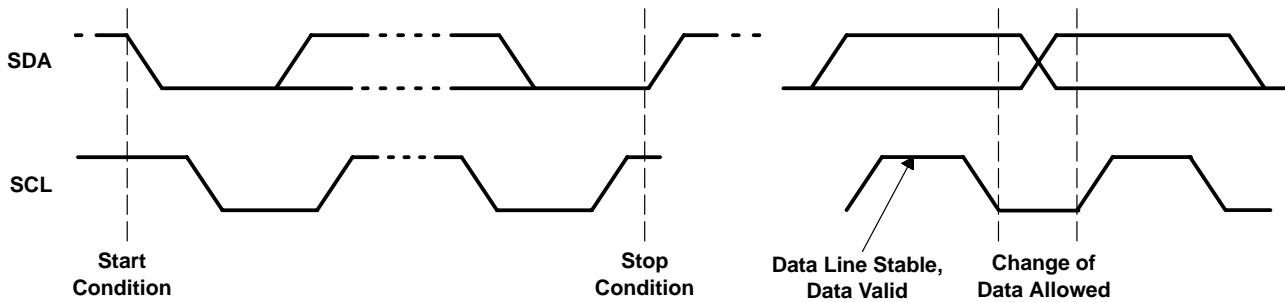 SDA
SCL
Start
Condition
Stop
Condition
Data Line Stable,
Data Valid
Change of
Data Allowed